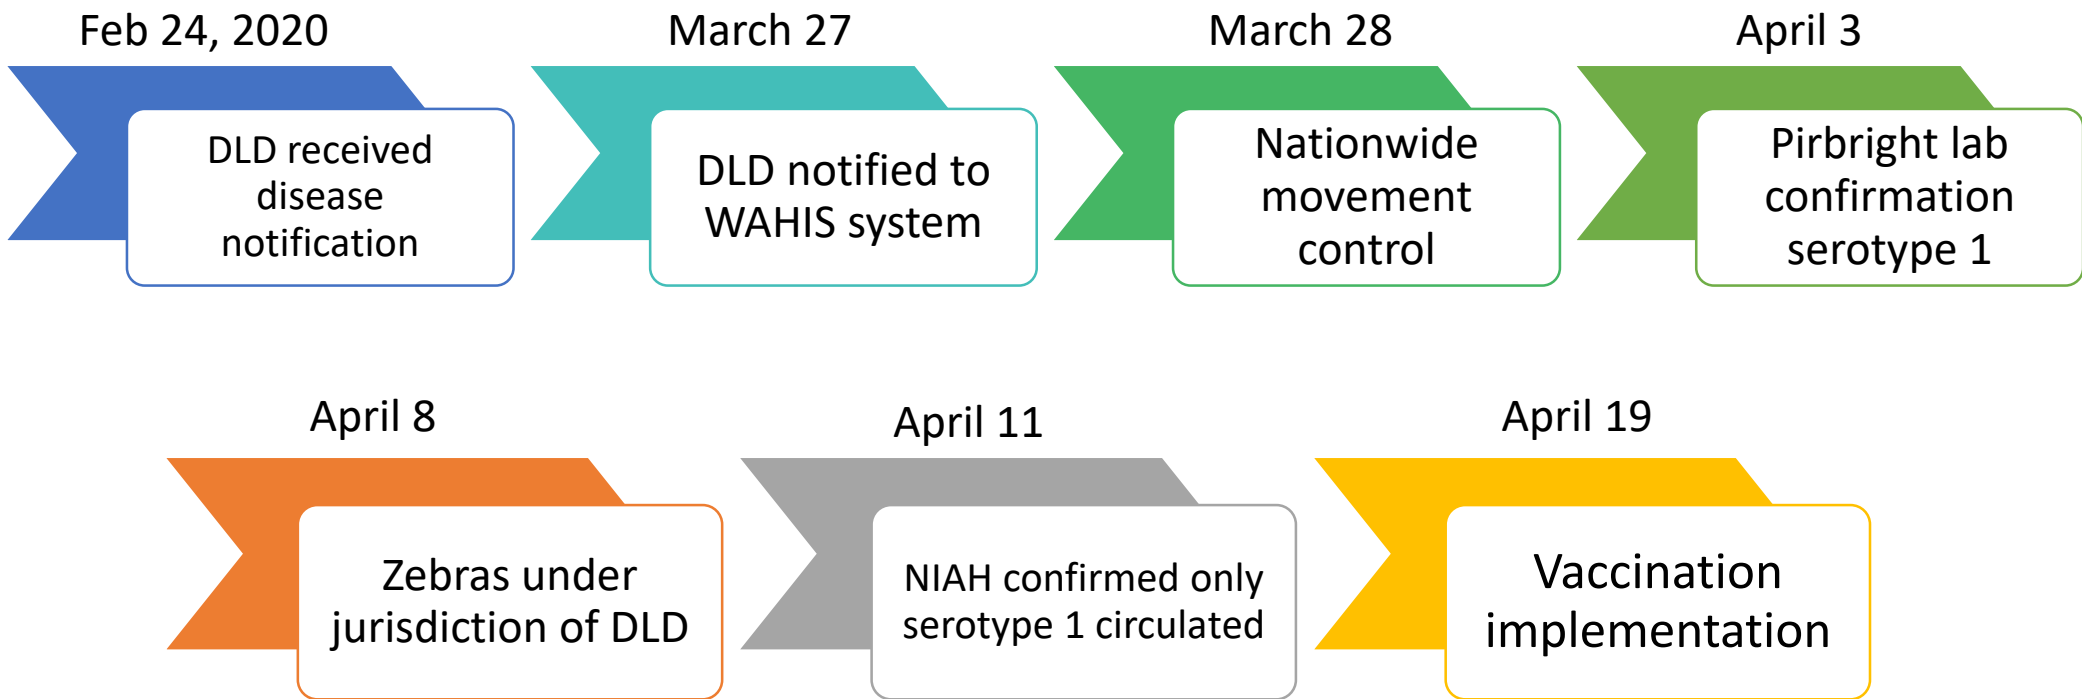 Feb 24, 2020
March 27
March 28
April 3
DLD received
disease
notification
DLD notified to
WAHIS system
Nationwide
movement
control
Pirbright lab
confirmation
serotype 1
April 8
April 11
April 19
Zebras under
jurisdiction of DLD
NIAH confirmed only
serotype 1 circulated
Vaccination
implementation